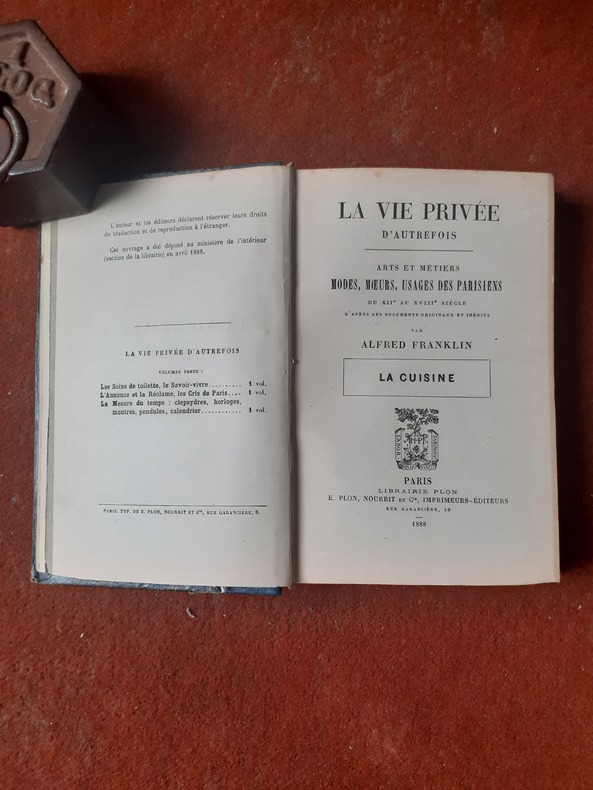 1
L'auteur et les éditeurs déclarent réserver leurs droits
de traduction et de reproduction à l'étranger.
Cet ouvrage a été déposé au ministère de l'intérieur
(section de la librairie) en avril 1888.
LA VIE PRIVÉE D'AUTREFOIS
VOLUMES PARUS :
Les Soins de toilette, le Savoir-vivre.......... 1 vol.
L'Annonce et la Réclame, les Cris de Paris.... 1 vol.
La Mesure du temps : clepsydres, horloges,
montres, pendules, calendrier............ 1 vol.
PARIS. TYP. DE E. PLON, NOURRIT ET Cie, RUE GARANCIÈRE, 8.
LA VIE PRIVÉE
D'AUTREFOIS
ARTS ET MÉTIERS
MODES, MŒURS, USAGES DES PARISIENS
DU XIIe AU XVIIIe SIÈCLE
D'APRÈS DES DOCUMENTS ORIGINAUX ET INÉDITS
PAR
ALFRED FRANKLIN
LA CUISINE
PARIS
LIBRAIRIE PLON
E. PLON, NOURRIT ET Cie, IMPRIMEURS-ÉDITEURS
RUE GARANCIÈRE, 10
1888